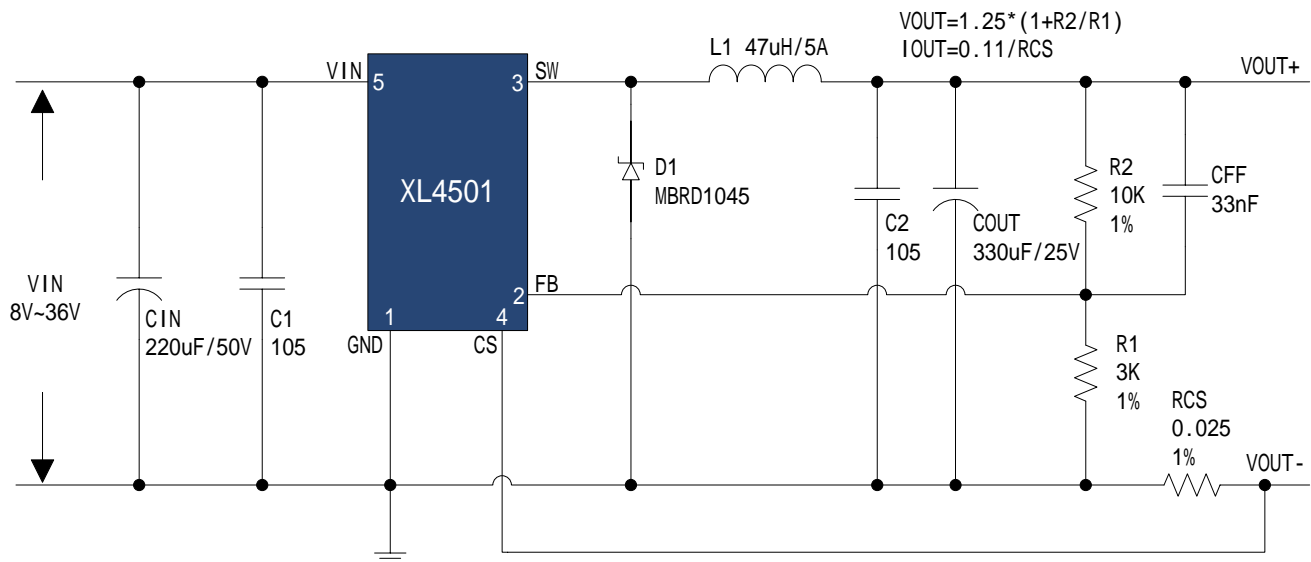 VOUT=1.25*(1+R2/R1)
IOUT=0.11/RCS
L1 47uH/5A
VIN
5
3
SW
VOUT+
XL4501
D1
MBRD1045
R2
10K
1%
CFF
33nF
C2
105
COUT
330uF/25V
VIN
8V~36V
CIN
220uF/50V
C1
105
2
FB
1
4
GND
CS
R1
3K
1%
RCS
0.025
1%
VOUT-